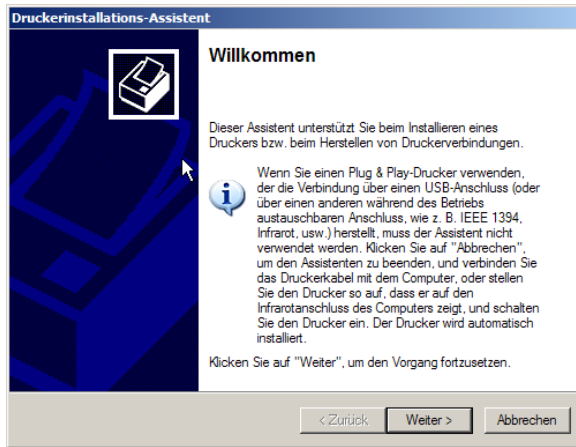 Druckerinstallations-Assistent
Willkommen
Dieser Assistent unterstützt Sie beim Installieren eines
Druckers bzw. beim Herstellen von Druckerverbindungen.
Wenn Sie einen Plug & Play-Drucker verwenden,
der die Verbindung über einen USB-Anschluss (oder
über einen anderen während des Betriebs
austauschbaren Anschluss, wie z. B. IEEE 1394,
Infrarot, usw.) herstellt, muss der Assistent nicht
verwendet werden. Klicken Sie auf "Abbrechen",
um den Assistenten zu beenden, und verbinden Sie
das Druckerkabel mit dem Computer, oder stellen
Sie den Drucker so auf, dass er auf den
Infrarotanschluss des Computers zeigt, und schalten
Sie den Drucker ein. Der Drucker wird automatisch
installiert.
Klicken Sie auf "Weiter", um den Vorgang fortzusetzen.
< Zurück Weiter > Abbrechen